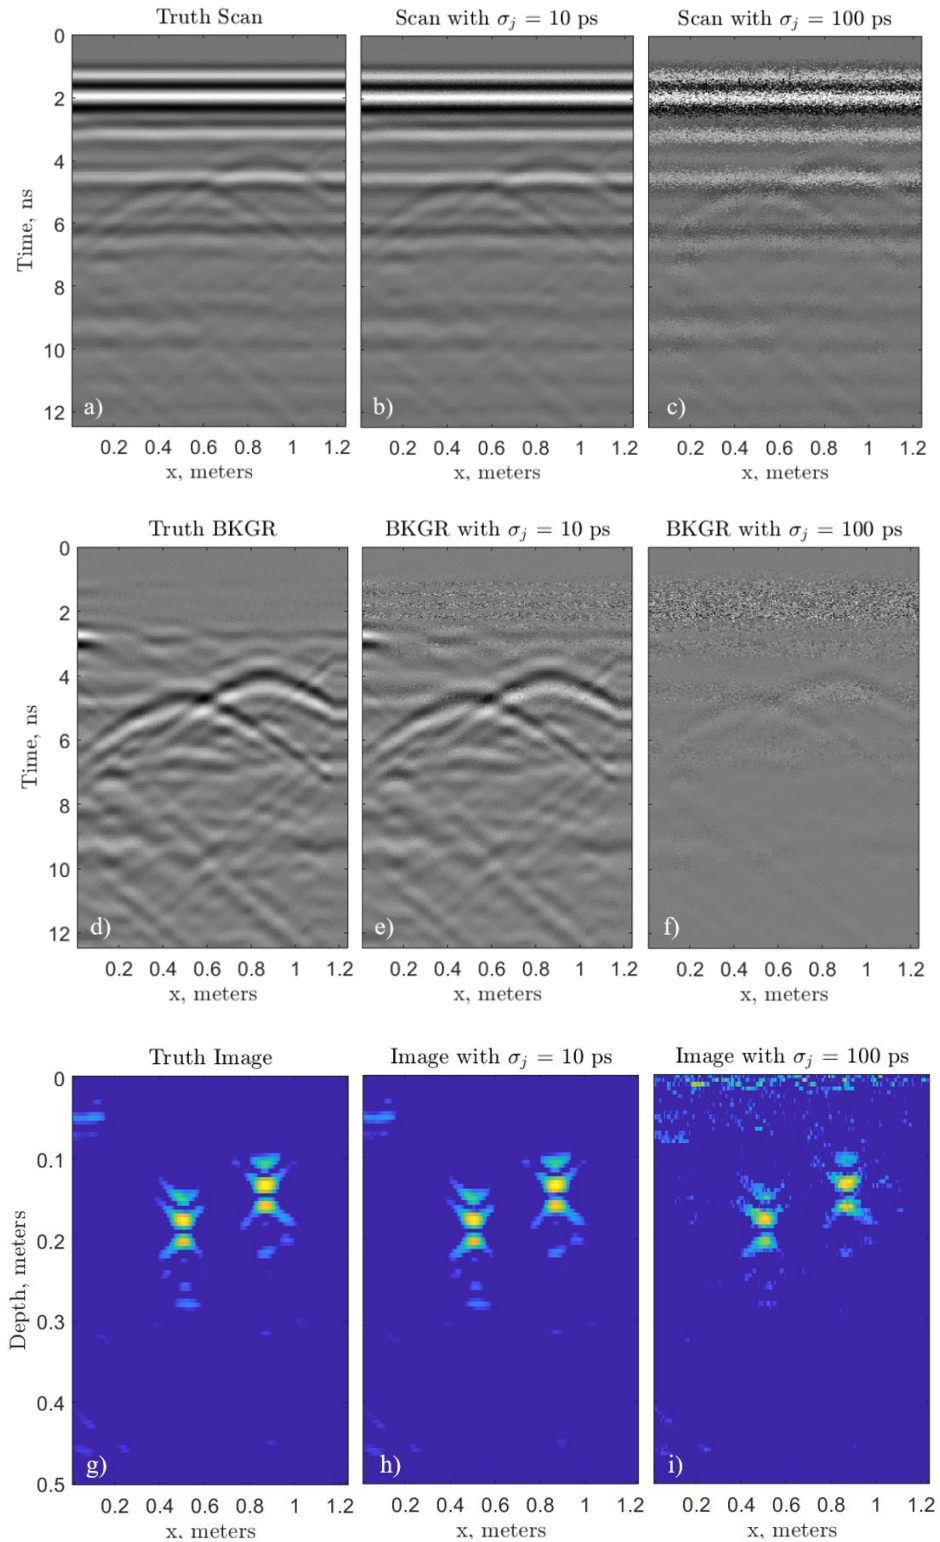 Truth Scan
Scan with σj = 10 ps
Scan with σj = 100 ps
0
2
4
6
8
10
12
Time, ns
a)
b)
c)
0.2 0.4 0.6 0.8 1 1.2
0.2 0.4 0.6 0.8 1 1.2
0.2 0.4 0.6 0.8 1 1.2
x, meters
x, meters
x, meters
Truth BKGR
BKGR with σj = 10 ps
BKGR with σj = 100 ps
0
2
4
6
8
10
12
Time, ns
d)
e)
f)
0.2 0.4 0.6 0.8 1 1.2
0.2 0.4 0.6 0.8 1 1.2
0.2 0.4 0.6 0.8 1 1.2
x, meters
x, meters
x, meters
Truth Image
Image with σj = 10 ps
Image with σj = 100 ps
0
0.1
0.2
0.3
0.4
0.5
Depth, meters
g)
h)
i)
0.2 0.4 0.6 0.8 1 1.2
0.2 0.4 0.6 0.8 1 1.2
0.2 0.4 0.6 0.8 1 1.2
x, meters
x, meters
x, meters